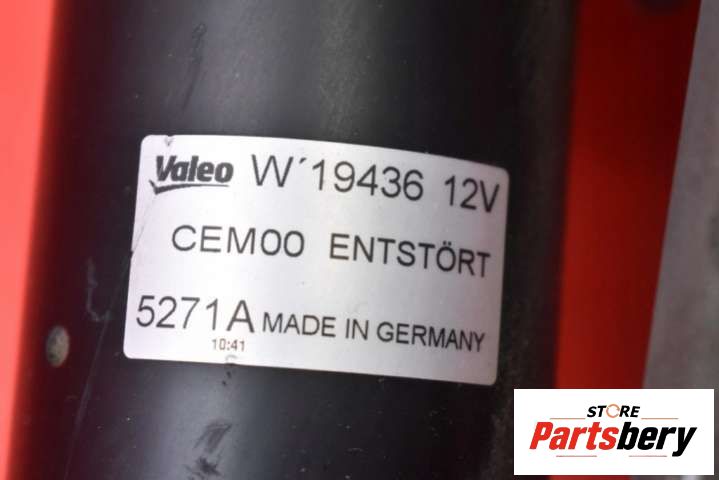 Valeo W´19436 12V
CEM00 ENTSTÖRT
5271A MADE IN GERMANY
10:41
STORE
Partsbery